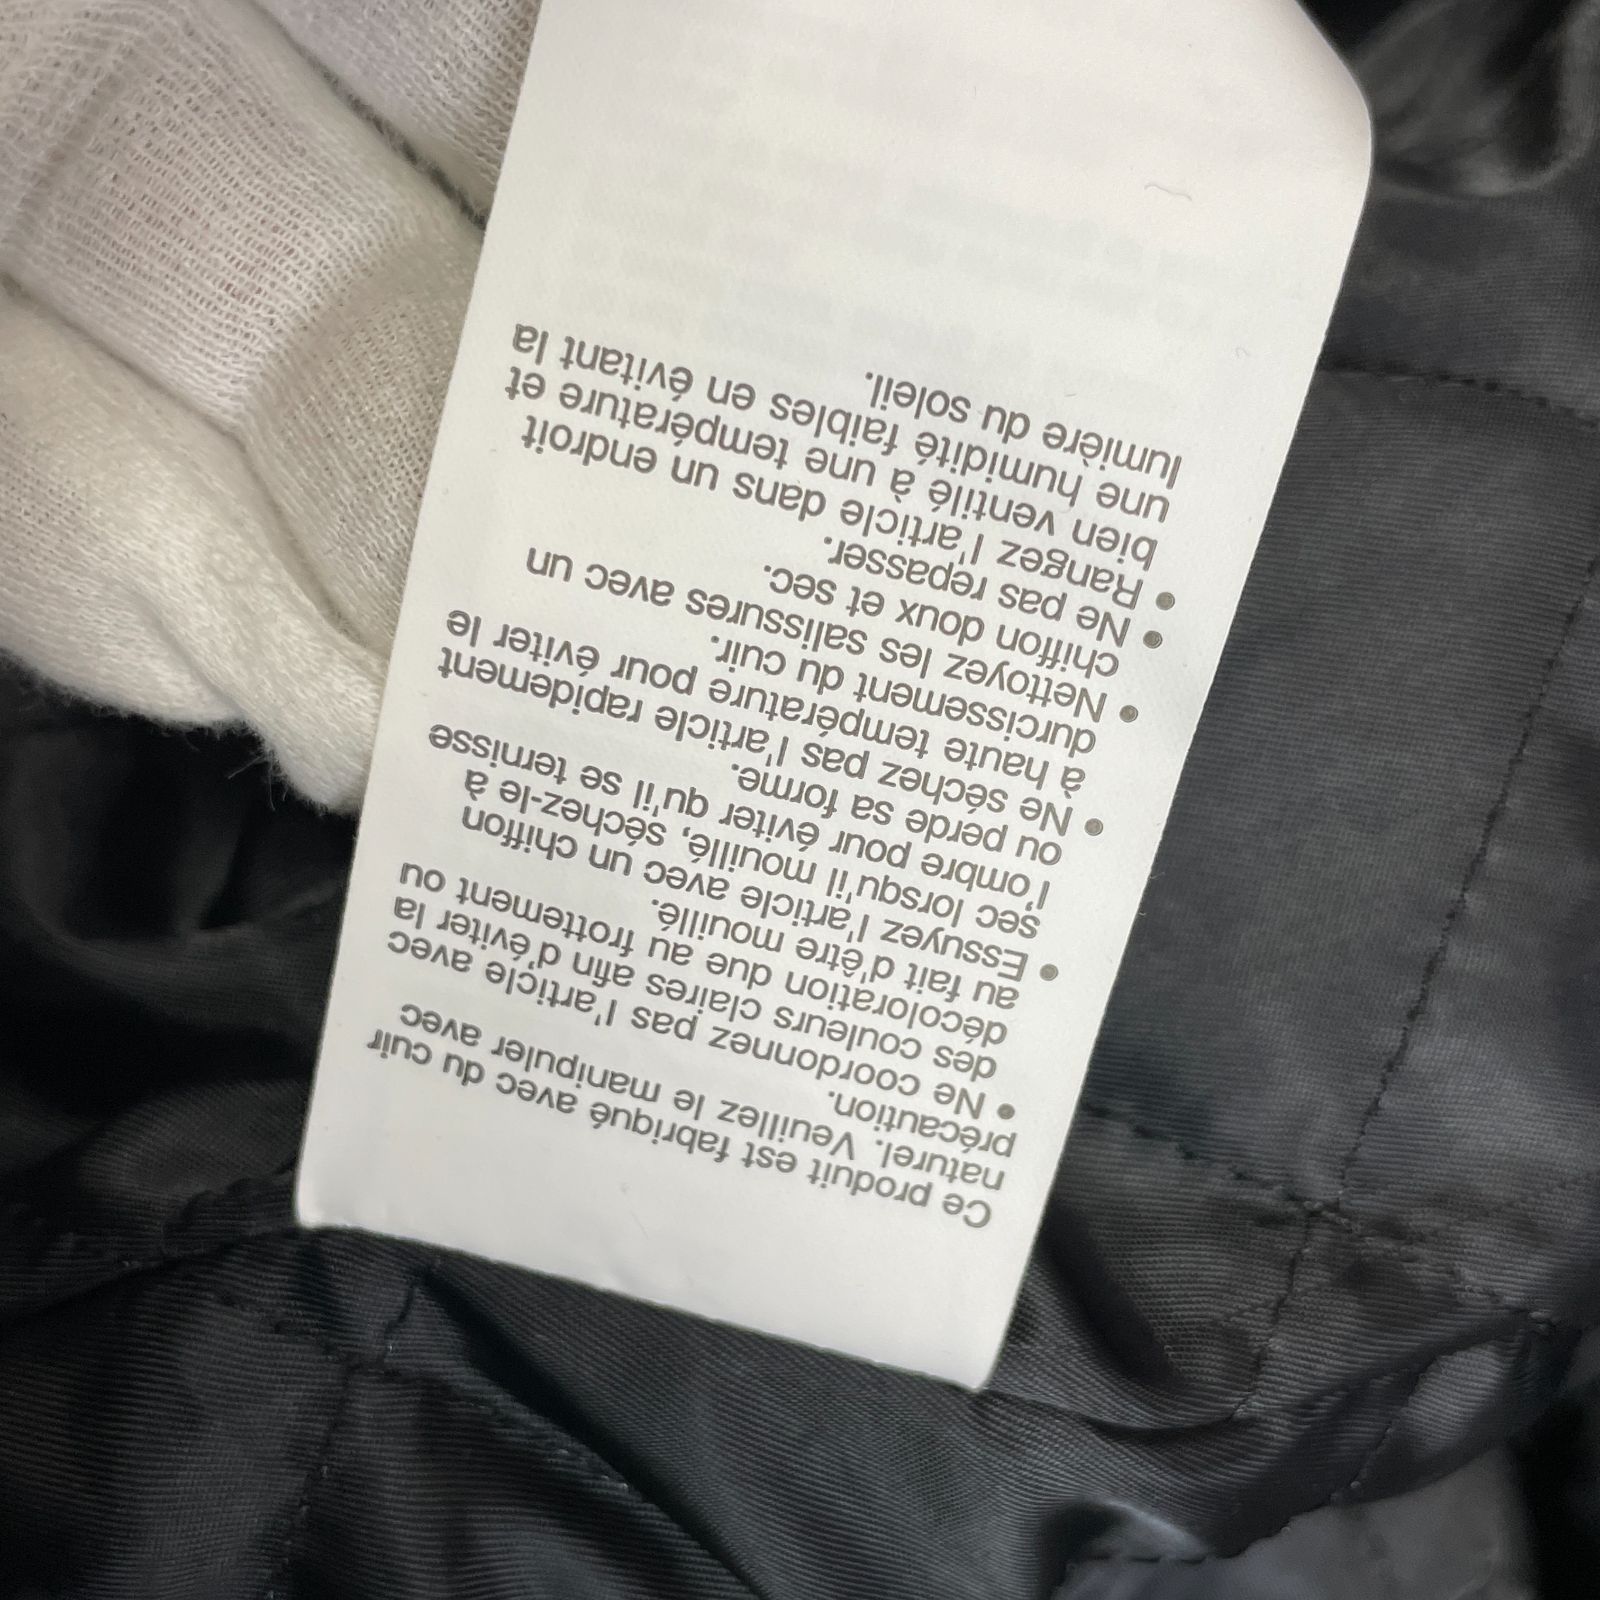 Ce produit est fabriqué avec du cuir
naturel. Veuillez le manipuler avec
précaution.
• Ne coordonnez pas l'article avec
des couleurs claires afin d'éviter la
décoloration due au frottement ou
au fait d'être mouillé.
• Essuyez l'article avec un chiffon
sec lorsqu'il mouillé, séchez-le à
l'ombre pour éviter qu'il se ternisse
ou perde sa forme.
• Ne séchez pas l'article rapidement
à haute température pour éviter le
durcissement du cuir.
• Nettoyez les salissures avec un
chiffon doux et sec.
• Ne pas repasser.
• Rangez l'article dans un endroit
bien ventilé à une température et
une humidité faibles en évitant la
lumière du soleil.